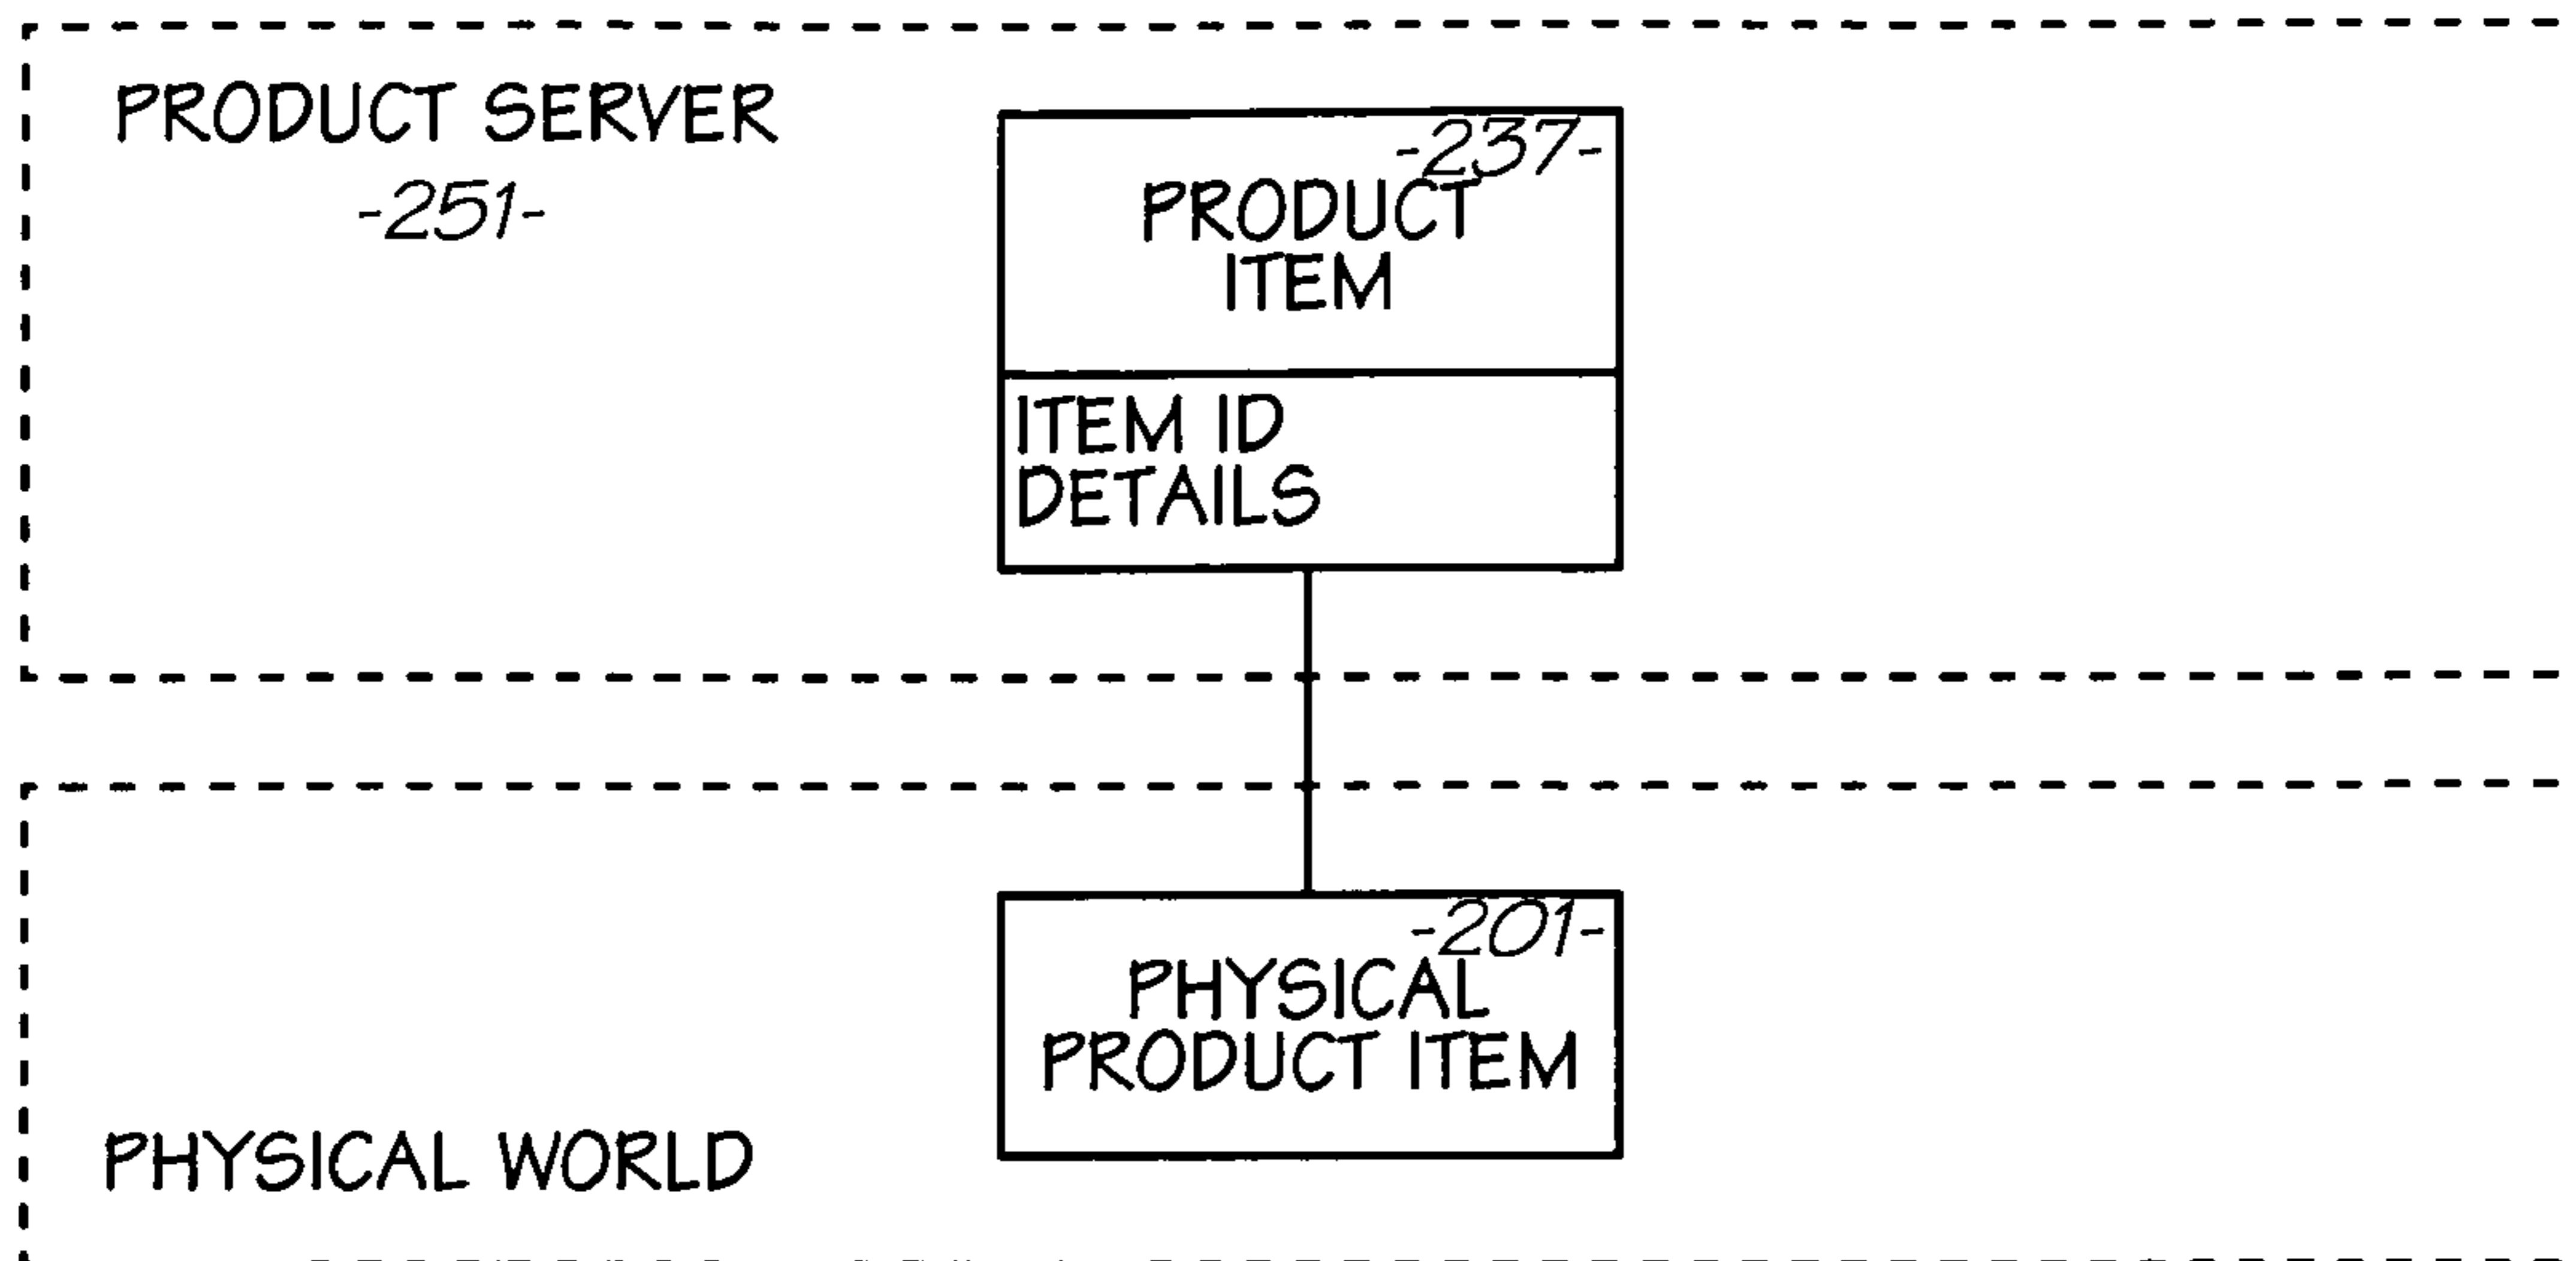 PRODUCT SERVER
-251-
-237-
PRODUCT
ITEM
ITEM ID
DETAILS
-201-
PHYSICAL
PRODUCT ITEM
PHYSICAL WORLD